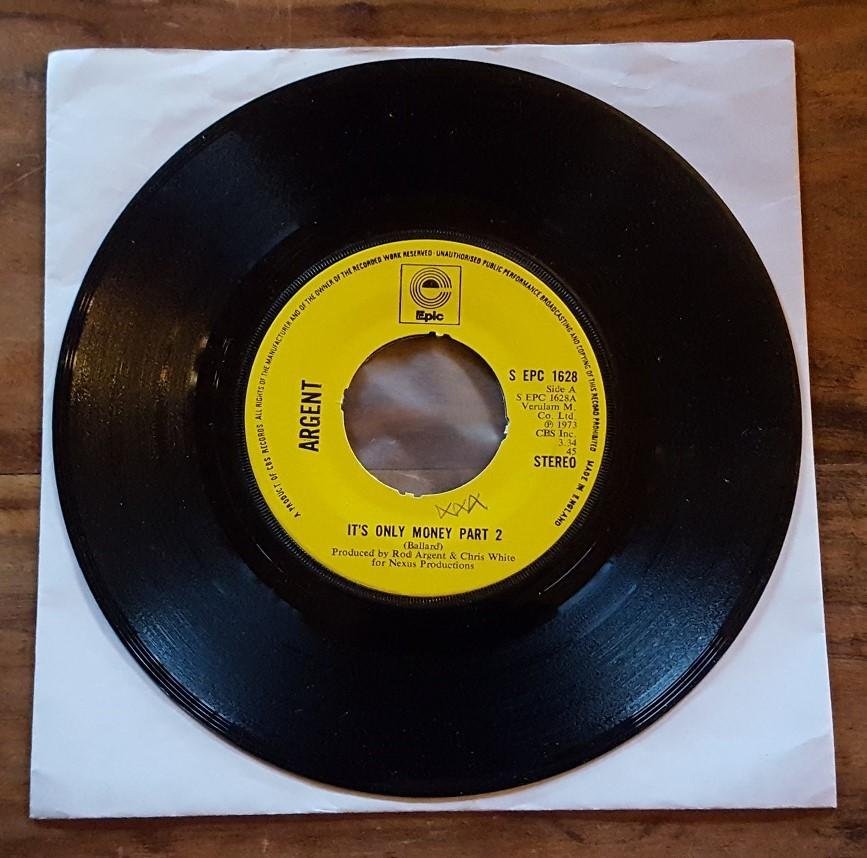 A PRODUCT OF CBS RECORDS. ALL RIGHTS OF THE MANUFACTURER AND OF THE OWNER OF THE RECORDED WORK RESERVED · UNAUTHORISED PUBLIC PERFORMANCE BROADCASTING AND COPYING OF THIS RECORD PROHIBITED MADE IN ENGLAND
Epic
ARGENT
S EPC 1628
Side A
S EPC 1628A
Verulam M.
Co. Ltd.
℗ 1973
CBS Inc.
3.34
45
STEREO
XXA
IT'S ONLY MONEY PART 2
(Ballard)
Produced by Rod Argent & Chris White
for Nexus Productions